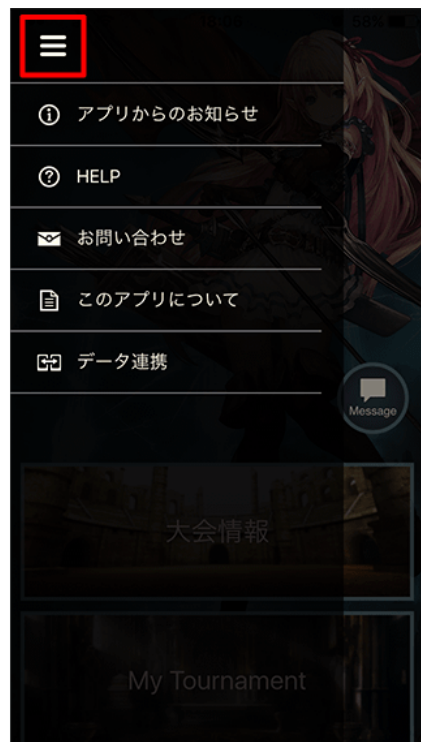 58%
アプリからのお知らせ
HELP
お問い合わせ
このアプリについて
データ連携
Message
大会情報
My Tournament